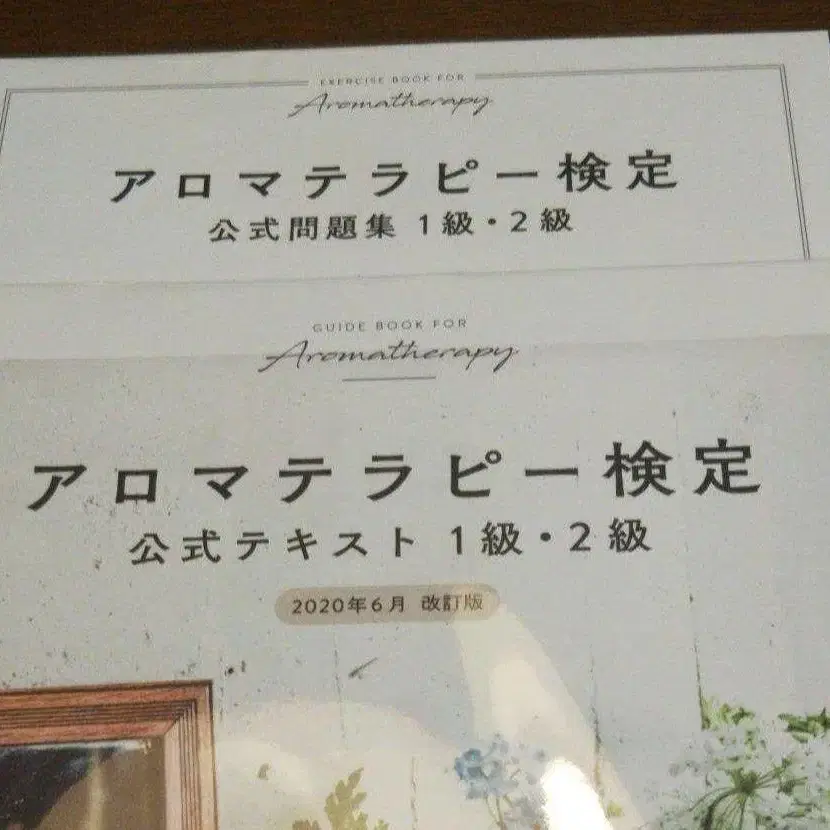 EXERCISE BOOK FOR
Aromatherapy
アロマテラピー検定
公式問題集 1級・2級
GUIDE BOOK FOR
Aromatherapy
アロマテラピー検定
公式テキスト 1級・2級
2020年6月 改訂版